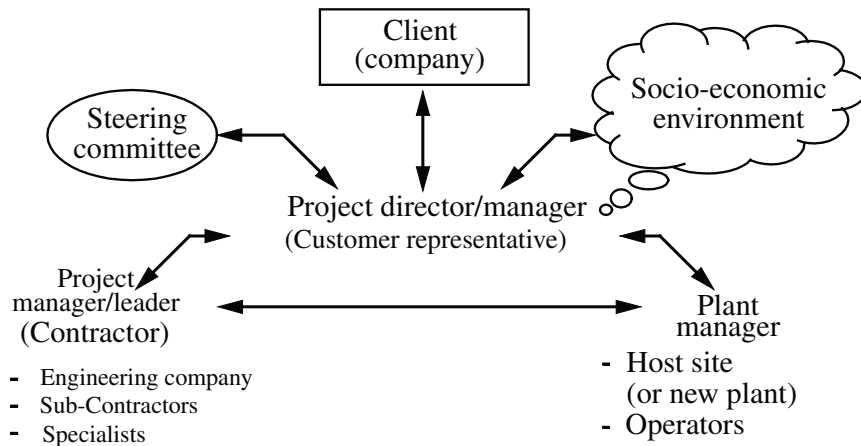 Client
(company)
Steering
committee
Socio-economic
environment
Project director/manager
(Customer representative)
Project
manager/leader
(Contractor)
- Engineering company
- Sub-Contractors
- Specialists
Plant
manager
- Host site
(or new plant)
- Operators